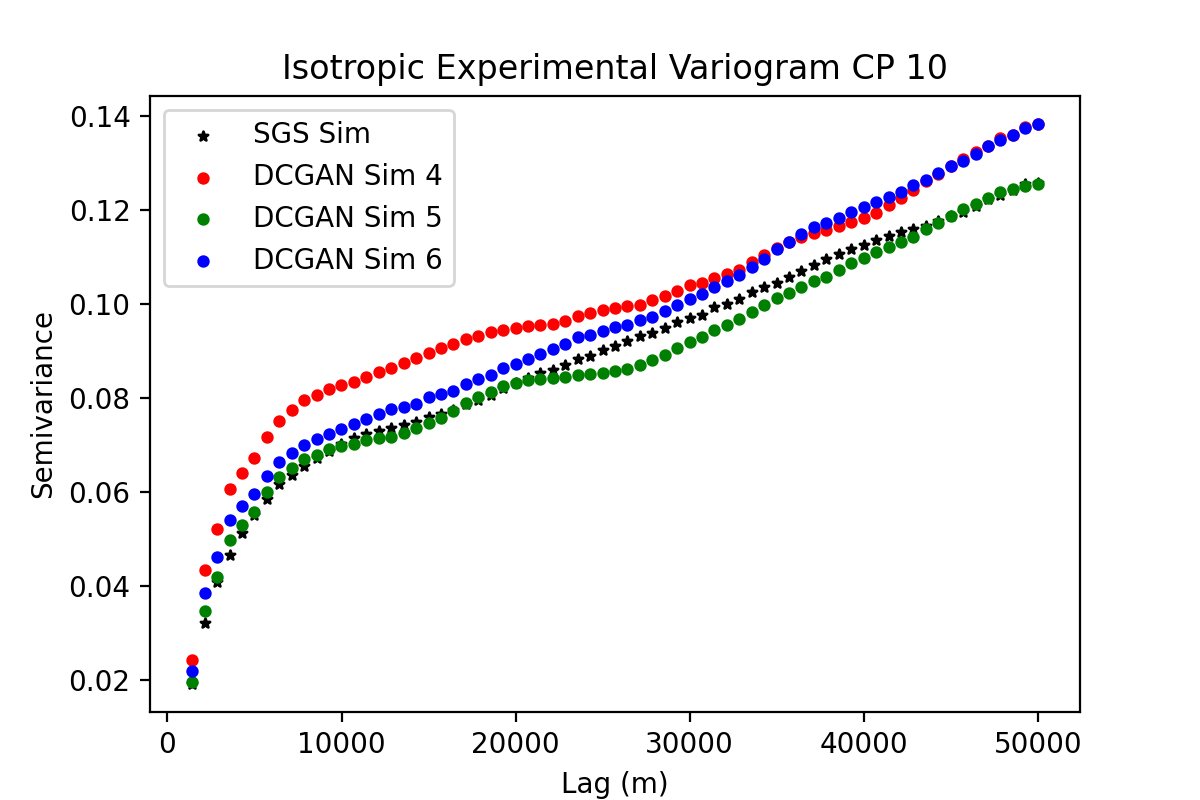 Isotropic Experimental Variogram CP 10
SGS Sim
DCGAN Sim 4
DCGAN Sim 5
DCGAN Sim 6
0.14
0.12
0.10
0.08
0.06
0.04
0.02
Semivariance
0 10000 20000 30000 40000 50000
Lag (m)